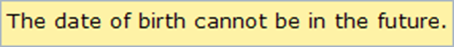 The date of birth cannot be in the future.